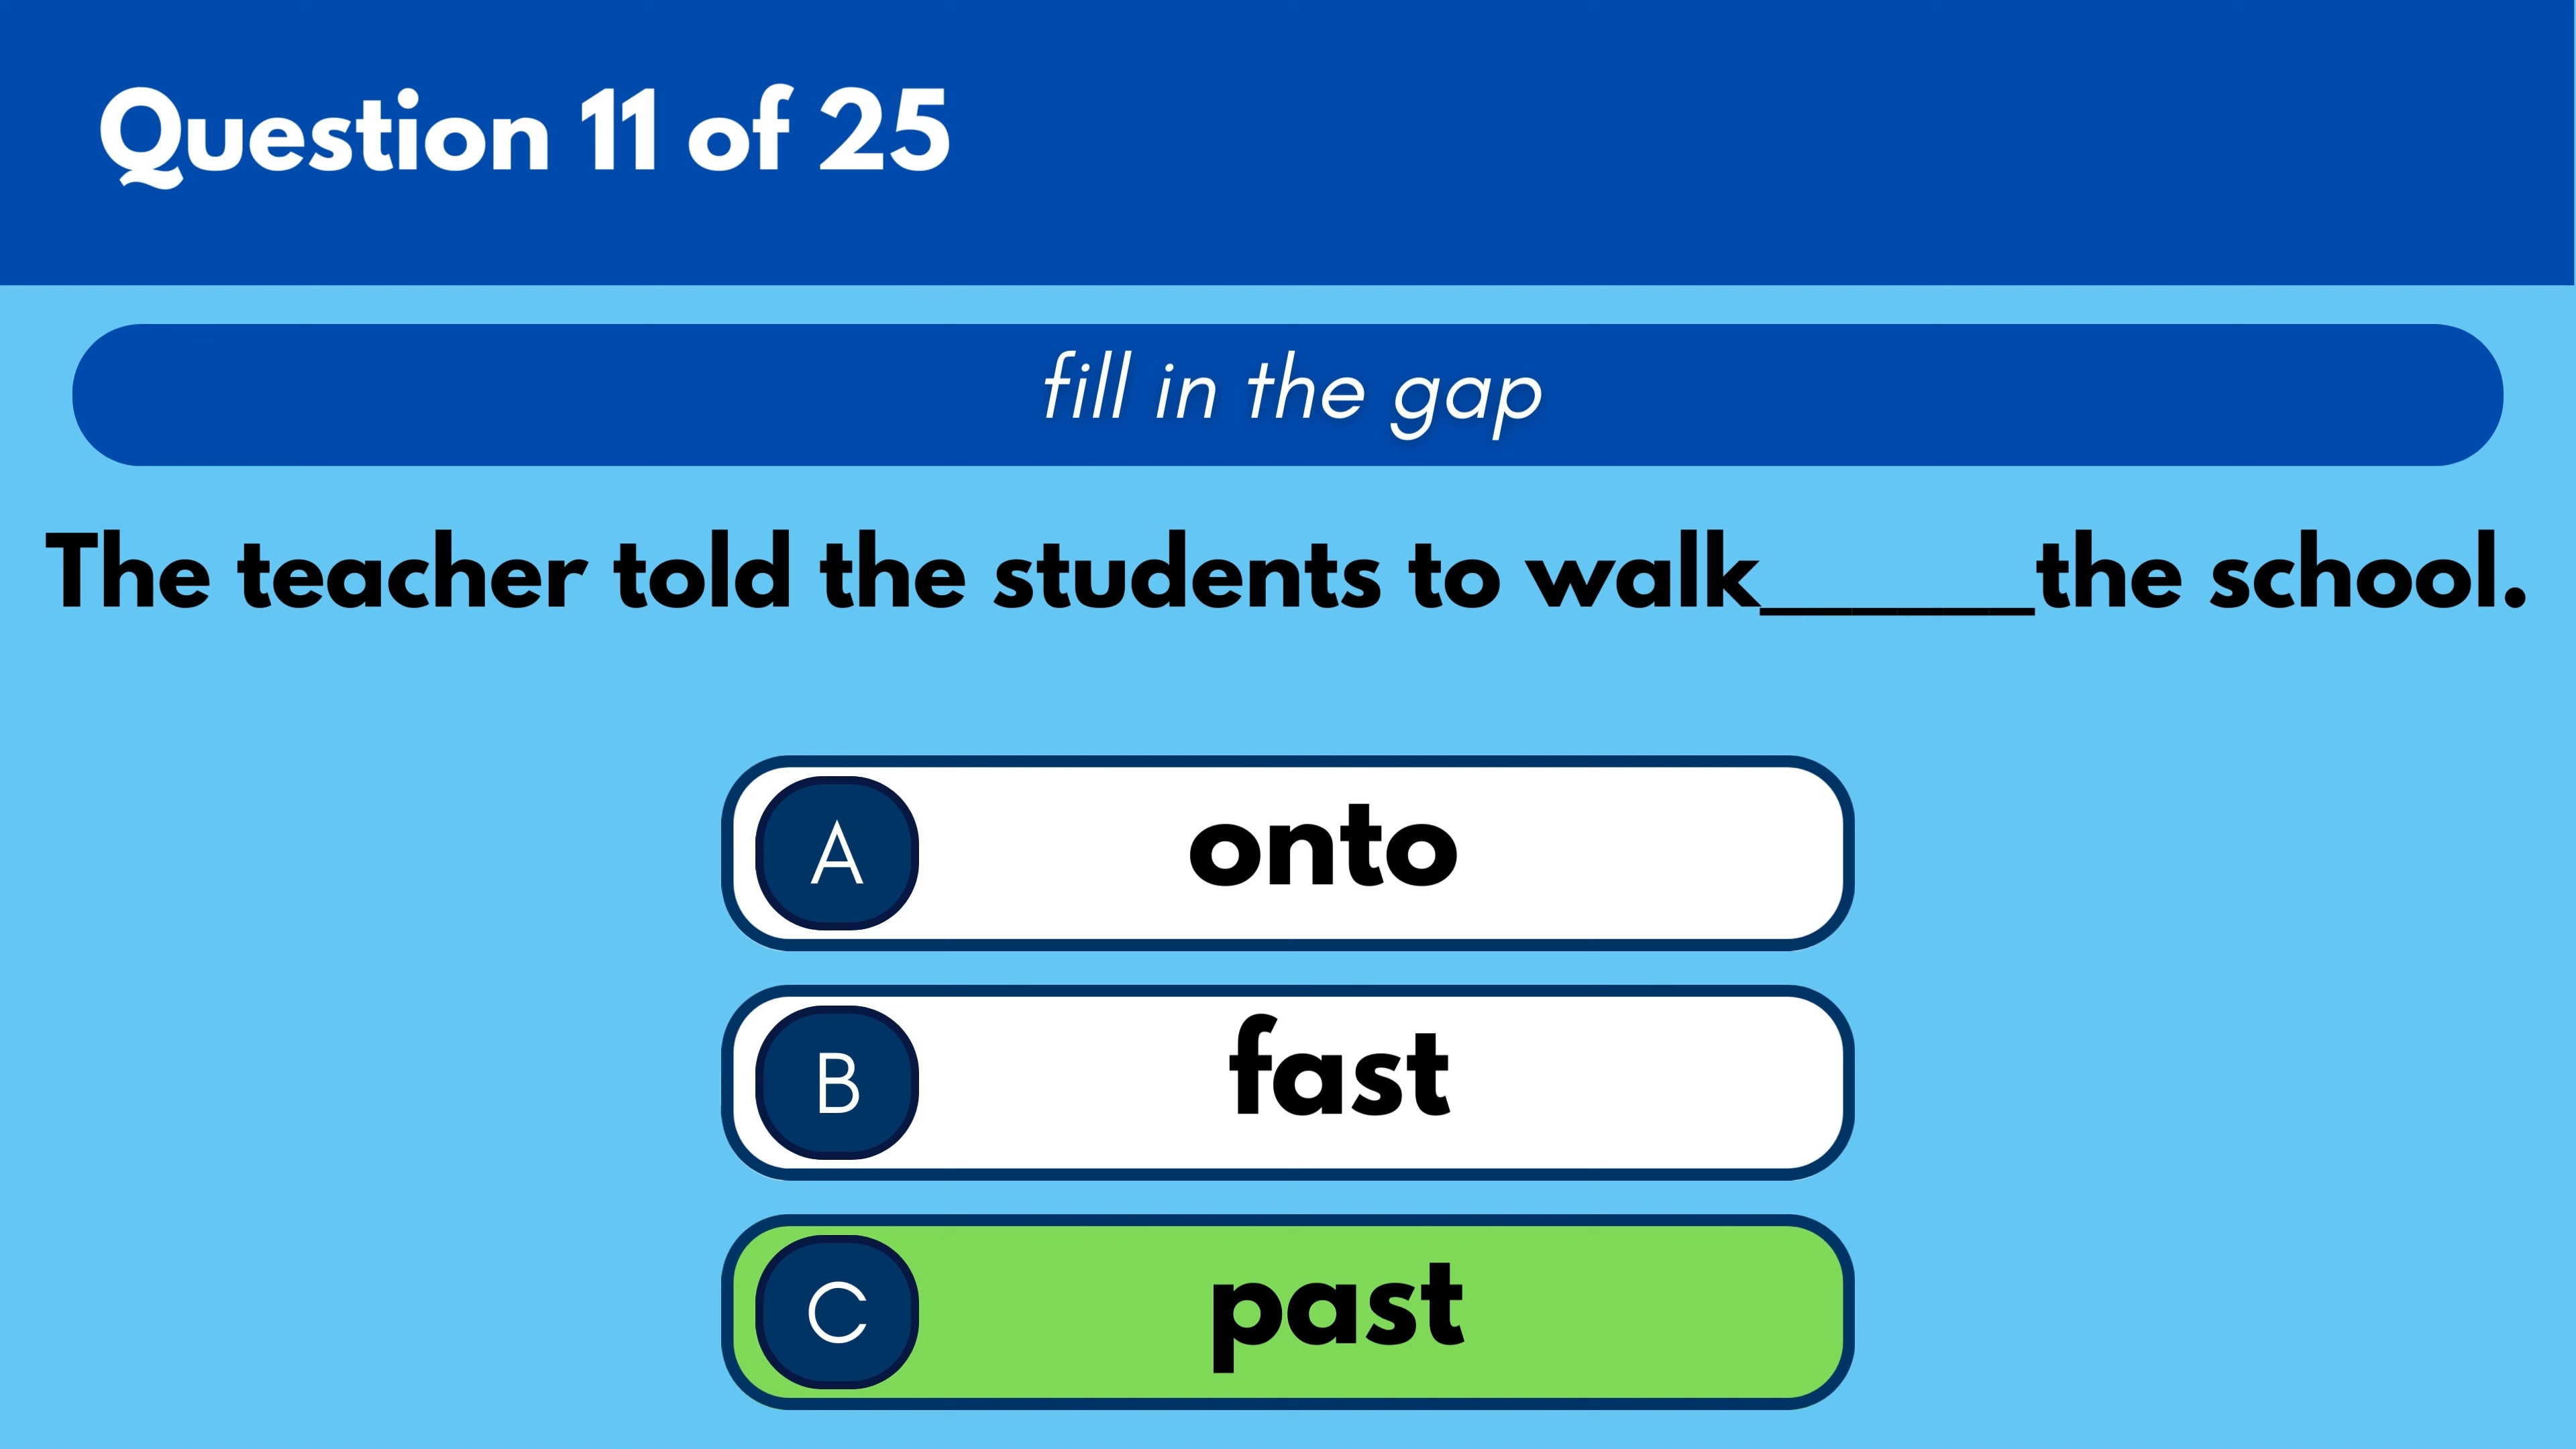 Question 11 of 25
fill in the gap
The teacher told the students to walk______the school.
A onto
B fast
C past